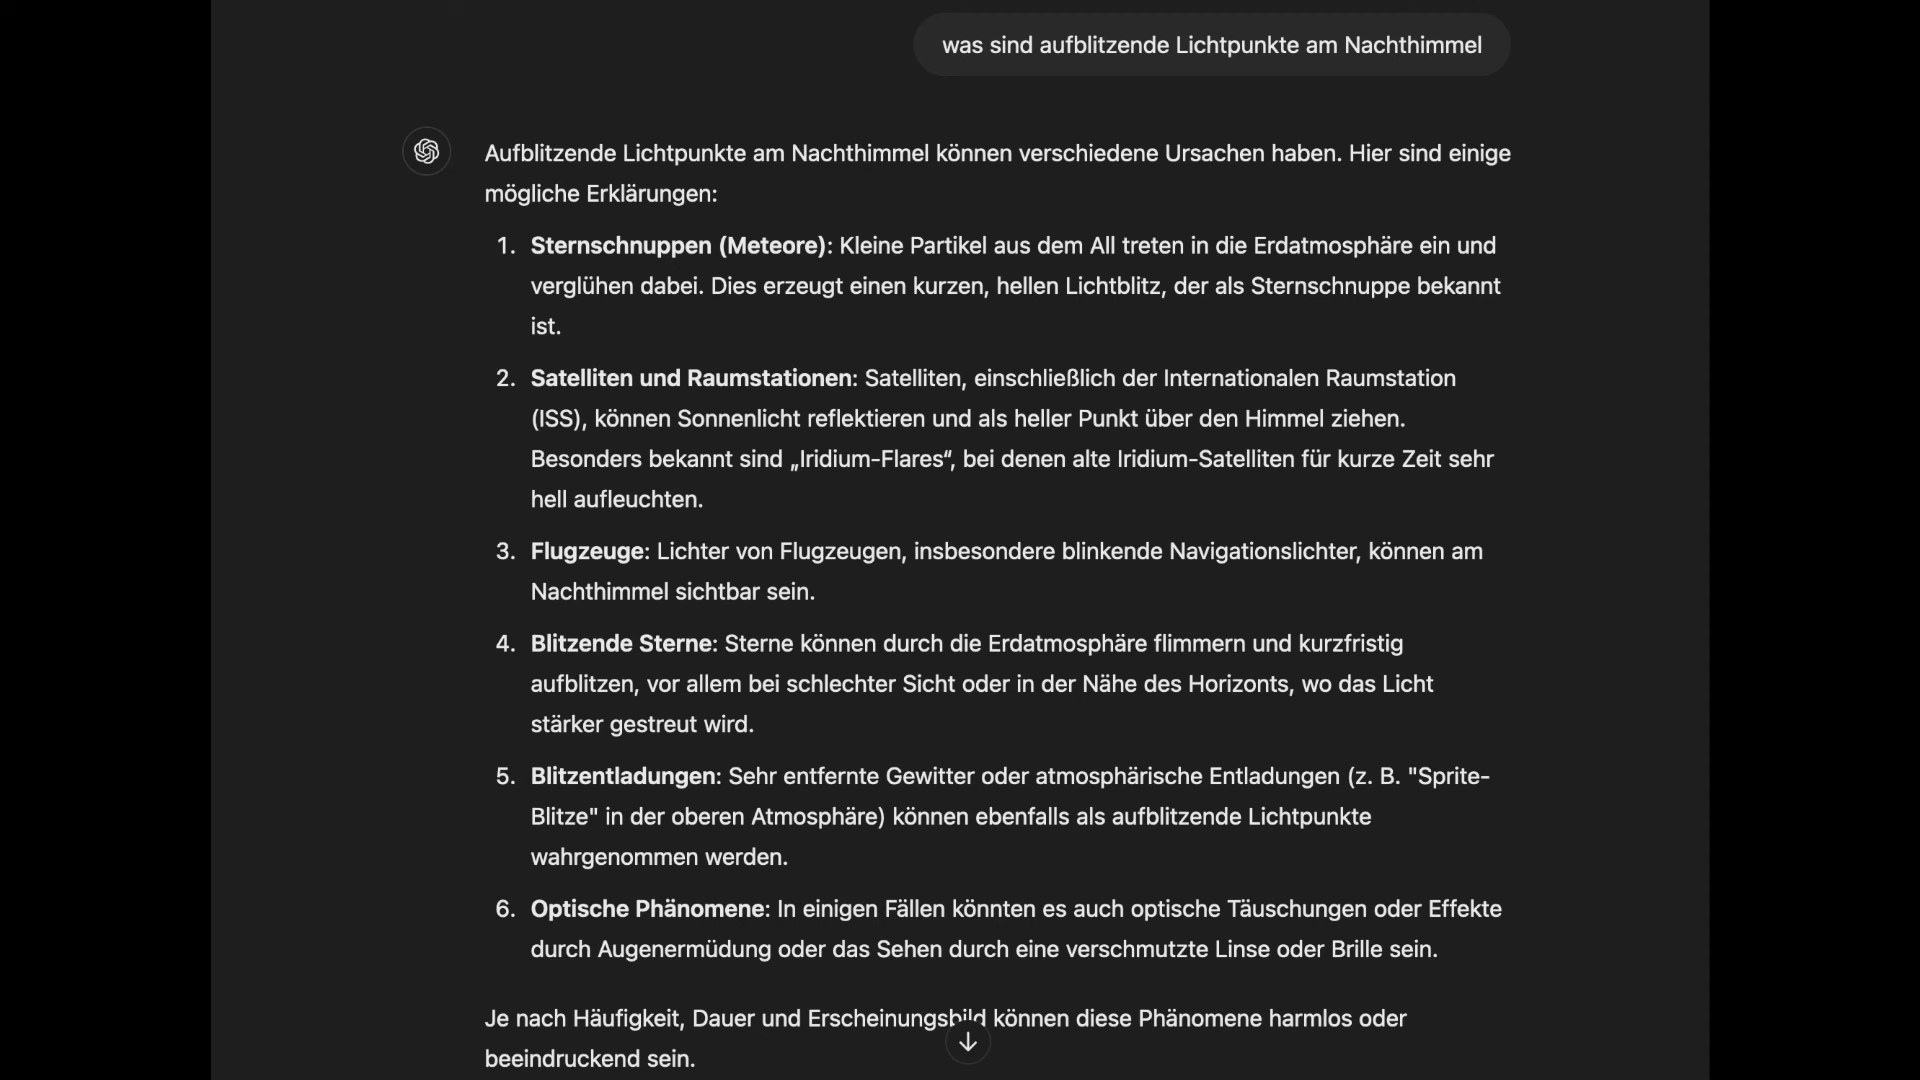 was sind aufblitzende Lichtpunkte am Nachthimmel
Aufblitzende Lichtpunkte am Nachthimmel können verschiedene Ursachen haben. Hier sind einige
mögliche Erklärungen:
1. Sternschnuppen (Meteore): Kleine Partikel aus dem All treten in die Erdatmosphäre ein und
verglühen dabei. Dies erzeugt einen kurzen, hellen Lichtblitz, der als Sternschnuppe bekannt
ist.
2. Satelliten und Raumstationen: Satelliten, einschließlich der Internationalen Raumstation
(ISS), können Sonnenlicht reflektieren und als heller Punkt über den Himmel ziehen.
Besonders bekannt sind „Iridium-Flares“, bei denen alte Iridium-Satelliten für kurze Zeit sehr
hell aufleuchten.
3. Flugzeuge: Lichter von Flugzeugen, insbesondere blinkende Navigationslichter, können am
Nachthimmel sichtbar sein.
4. Blitzende Sterne: Sterne können durch die Erdatmosphäre flimmern und kurzfristig
aufblitzen, vor allem bei schlechter Sicht oder in der Nähe des Horizonts, wo das Licht
stärker gestreut wird.
5. Blitzentladungen: Sehr entfernte Gewitter oder atmosphärische Entladungen (z. B. "Sprite-
Blitze" in der oberen Atmosphäre) können ebenfalls als aufblitzende Lichtpunkte
wahrgenommen werden.
6. Optische Phänomene: In einigen Fällen könnten es auch optische Täuschungen oder Effekte
durch Augenermüdung oder das Sehen durch eine verschmutzte Linse oder Brille sein.
Je nach Häufigkeit, Dauer und Erscheinungsbild können diese Phänomene harmlos oder
beeindruckend sein.